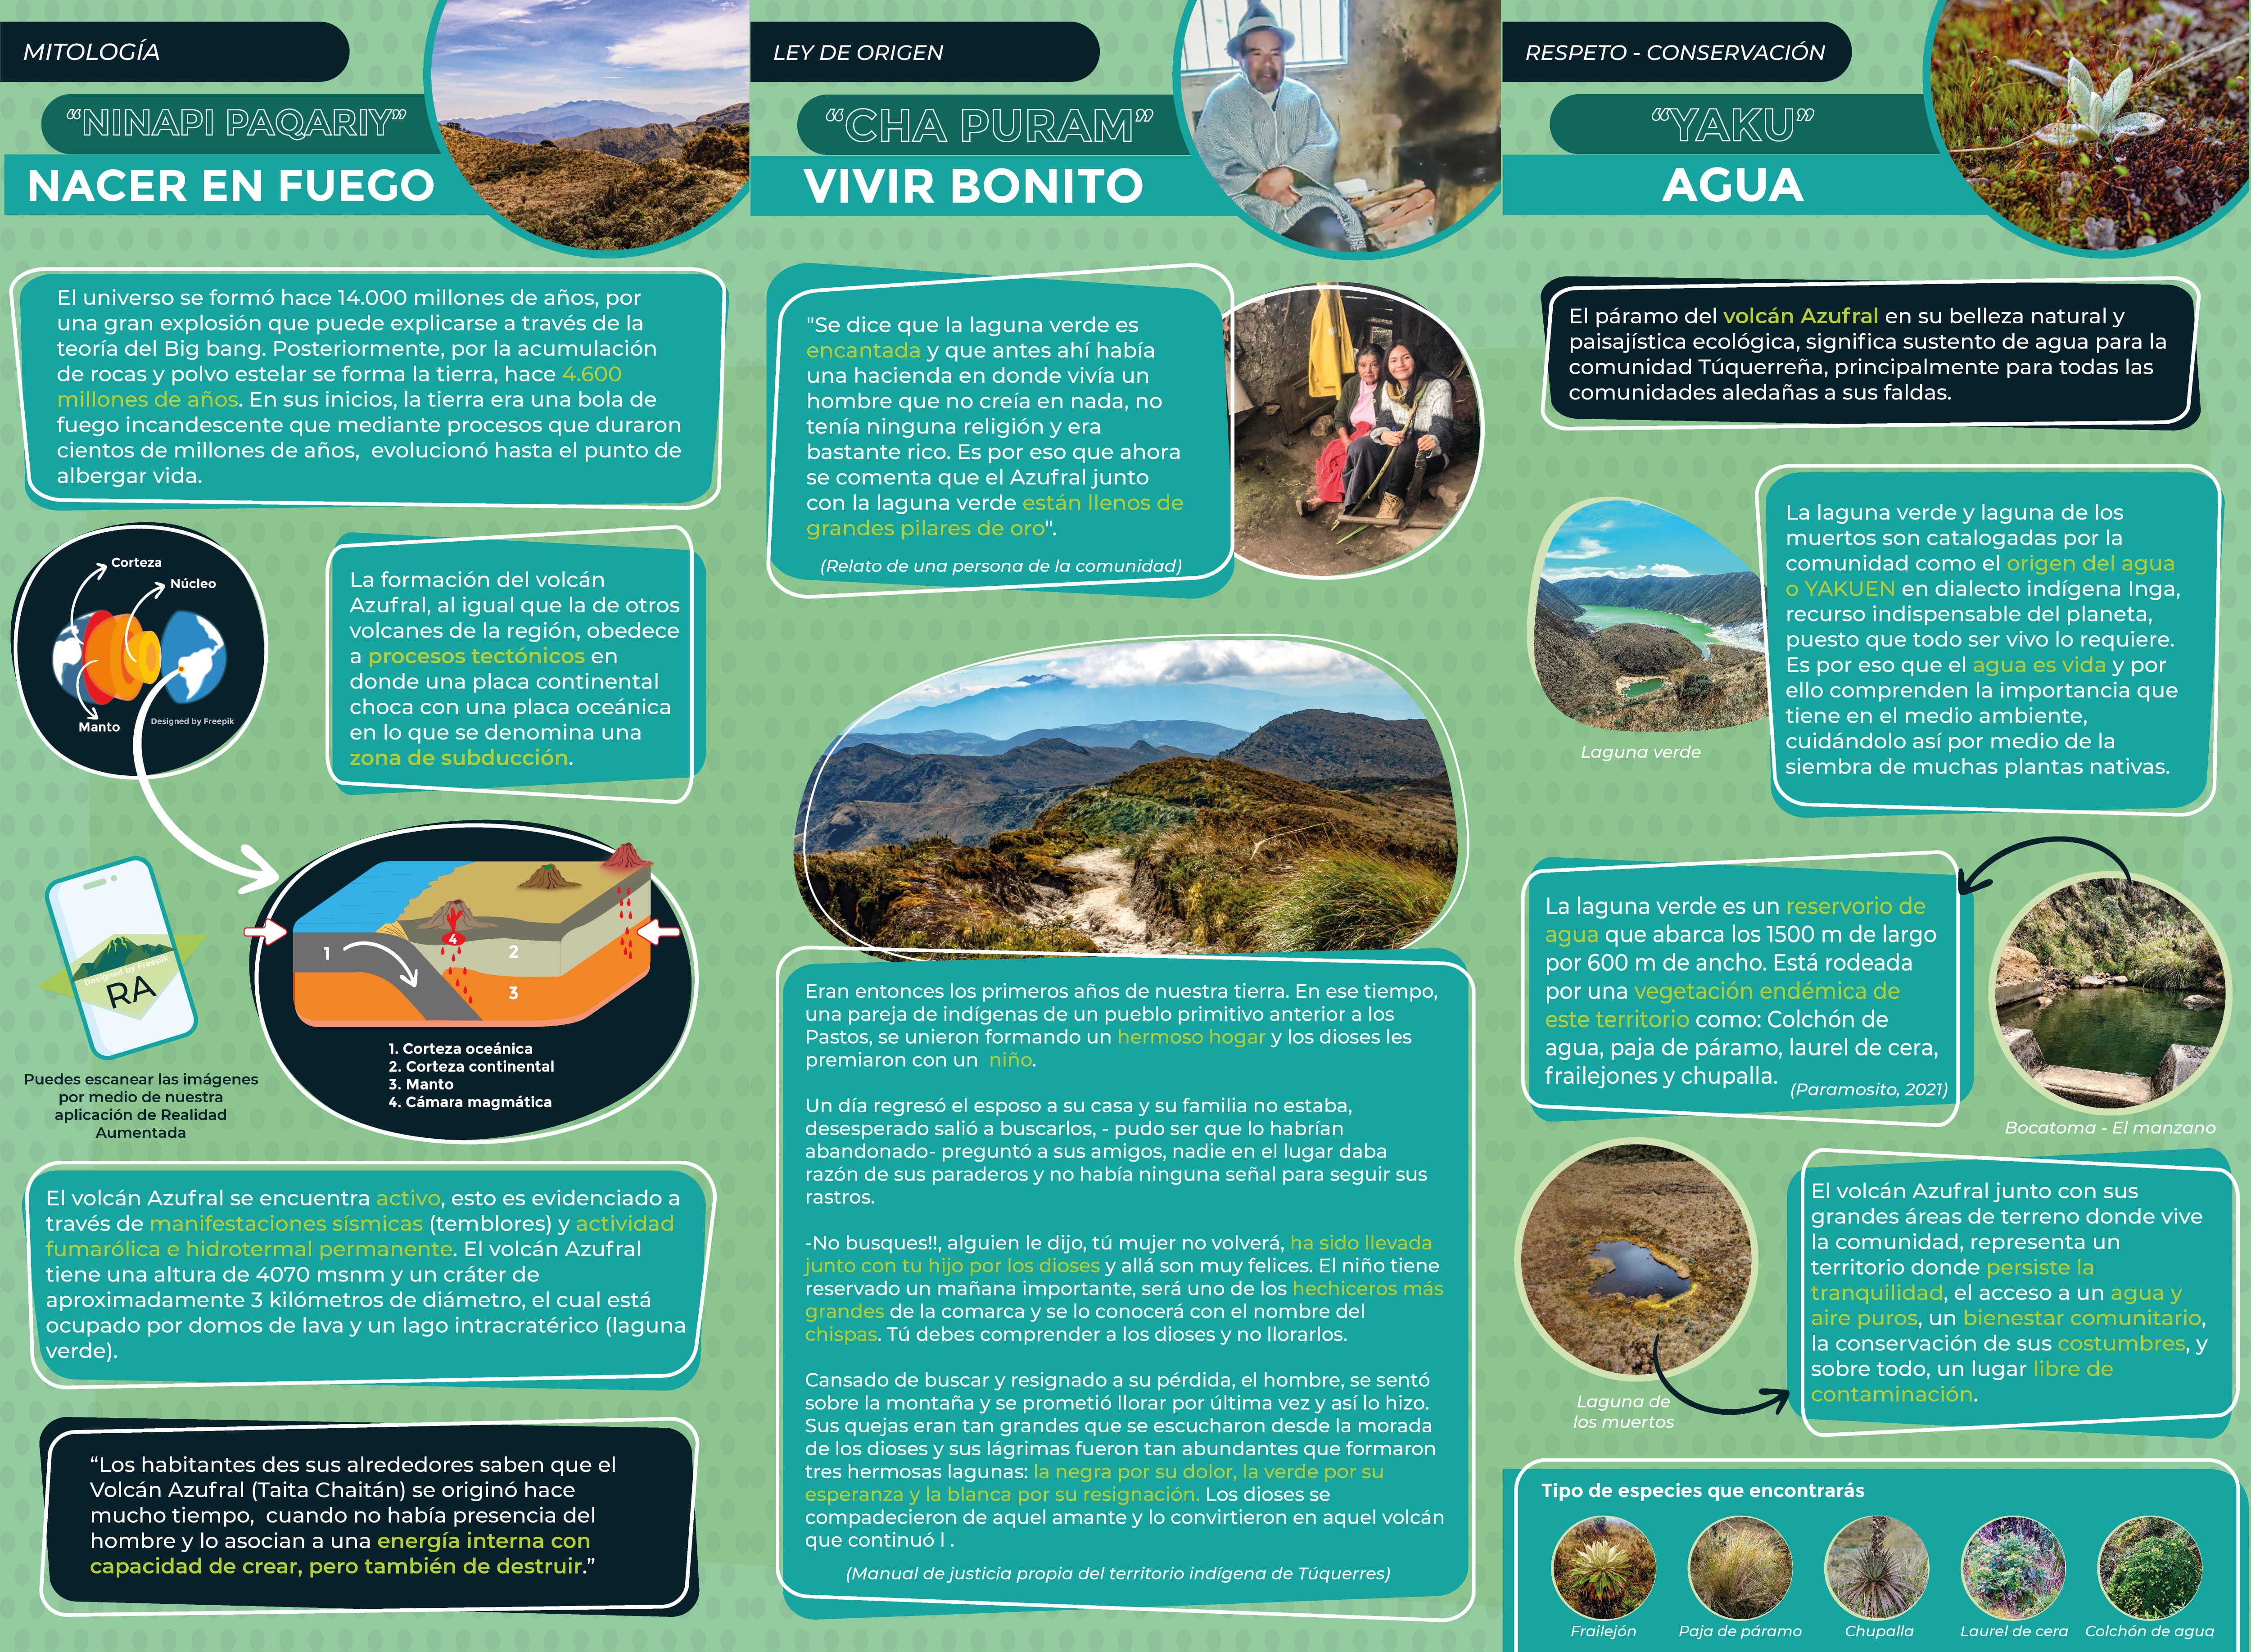 MITOLOGÍA
“NINAPI PAQARIY”
NACER EN FUEGO
El universo se formó hace 14.000 millones de años, por
una gran explosión que puede explicarse a través de la
teoría del Big bang. Posteriormente, por la acumulación
de rocas y polvo estelar se forma la tierra, hace 4.600
millones de años. En sus inicios, la tierra era una bola de
fuego incandescente que mediante procesos que duraron
cientos de millones de años, evolucionó hasta el punto de
albergar vida.
Corteza
Núcleo
Manto
Designed by Freepik
La formación del volcán
Azufral, al igual que la de otros
volcanes de la región, obedece
a procesos tectónicos en
donde una placa continental
choca con una placa oceánica
en lo que se denomina una
zona de subducción.
Designed by Freepik
RA
Puedes escanear las imágenes
por medio de nuestra
aplicación de Realidad
Aumentada
1
2
3
4
1. Corteza oceánica
2. Corteza continental
3. Manto
4. Cámara magmática
El volcán Azufral se encuentra activo, esto es evidenciado a
través de manifestaciones sísmicas (temblores) y actividad
fumarólica e hidrotermal permanente. El volcán Azufral
tiene una altura de 4070 msnm y un cráter de
aproximadamente 3 kilómetros de diámetro, el cual está
ocupado por domos de lava y un lago intracratérico (laguna
verde).
“Los habitantes des sus alrededores saben que el
Volcán Azufral (Taita Chaitán) se originó hace
mucho tiempo, cuando no había presencia del
hombre y lo asocian a una energía interna con
capacidad de crear, pero también de destruir.”
LEY DE ORIGEN
“CHA PURAM”
VIVIR BONITO
"Se dice que la laguna verde es
encantada y que antes ahí había
una hacienda en donde vivía un
hombre que no creía en nada, no
tenía ninguna religión y era
bastante rico. Es por eso que ahora
se comenta que el Azufral junto
con la laguna verde están llenos de
grandes pilares de oro".
(Relato de una persona de la comunidad)
Eran entonces los primeros años de nuestra tierra. En ese tiempo,
una pareja de indígenas de un pueblo primitivo anterior a los
Pastos, se unieron formando un hermoso hogar y los dioses les
premiaron con un niño.
Un día regresó el esposo a su casa y su familia no estaba,
desesperado salió a buscarlos, - pudo ser que lo habrían
abandonado- preguntó a sus amigos, nadie en el lugar daba
razón de sus paraderos y no había ninguna señal para seguir sus
rastros.
-No busques!!, alguien le dijo, tú mujer no volverá, ha sido llevada
junto con tu hijo por los dioses y allá son muy felices. El niño tiene
reservado un mañana importante, será uno de los hechiceros más
grandes de la comarca y se lo conocerá con el nombre del
chispas. Tú debes comprender a los dioses y no llorarlos.
Cansado de buscar y resignado a su pérdida, el hombre, se sentó
sobre la montaña y se prometió llorar por última vez y así lo hizo.
Sus quejas eran tan grandes que se escucharon desde la morada
de los dioses y sus lágrimas fueron tan abundantes que formaron
tres hermosas lagunas: la negra por su dolor, la verde por su
esperanza y la blanca por su resignación. Los dioses se
compadecieron de aquel amante y lo convirtieron en aquel volcán
que continuó l .
(Manual de justicia propia del territorio indígena de Túquerres)
RESPETO - CONSERVACIÓN
“YAKU”
AGUA
El páramo del volcán Azufral en su belleza natural y
paisajística ecológica, significa sustento de agua para la
comunidad Túquerreña, principalmente para todas las
comunidades aledañas a sus faldas.
Laguna verde
La laguna verde y laguna de los
muertos son catalogadas por la
comunidad como el origen del agua
o YAKUEN en dialecto indígena Inga,
recurso indispensable del planeta,
puesto que todo ser vivo lo requiere.
Es por eso que el agua es vida y por
ello comprenden la importancia que
tiene en el medio ambiente,
cuidándolo así por medio de la
siembra de muchas plantas nativas.
La laguna verde es un reservorio de
agua que abarca los 1500 m de largo
por 600 m de ancho. Está rodeada
por una vegetación endémica de
este territorio como: Colchón de
agua, paja de páramo, laurel de cera,
frailejones y chupalla.
(Paramosito, 2021)
Bocatoma - El manzano
Laguna de
los muertos
El volcán Azufral junto con sus
grandes áreas de terreno donde vive
la comunidad, representa un
territorio donde persiste la
tranquilidad, el acceso a un agua y
aire puros, un bienestar comunitario,
la conservación de sus costumbres, y
sobre todo, un lugar libre de
contaminación.
Tipo de especies que encontrarás
Frailejón
Paja de páramo
Chupalla
Laurel de cera
Colchón de agua